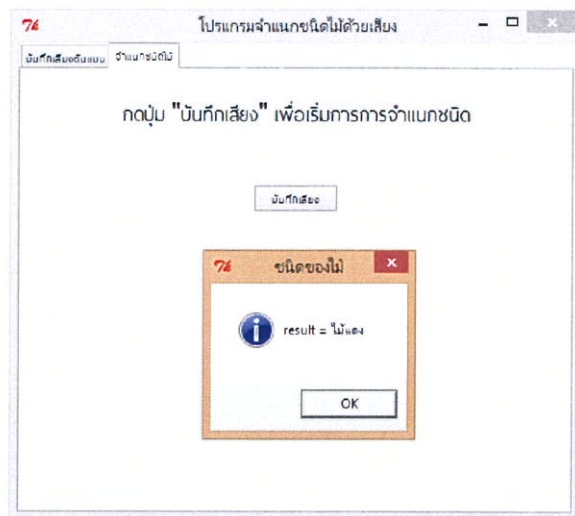 โปรแกรมจำแนกชนิดไม้ด้วยเสียง
บันทึกเสียงต้นแบบ จำแนกชนิดไม้
กดปุ่ม "บันทึกเสียง" เพื่อเริ่มการการจำแนกชนิด
บันทึกเสียง
ชนิดของไม้
result = ไม้แดง
OK